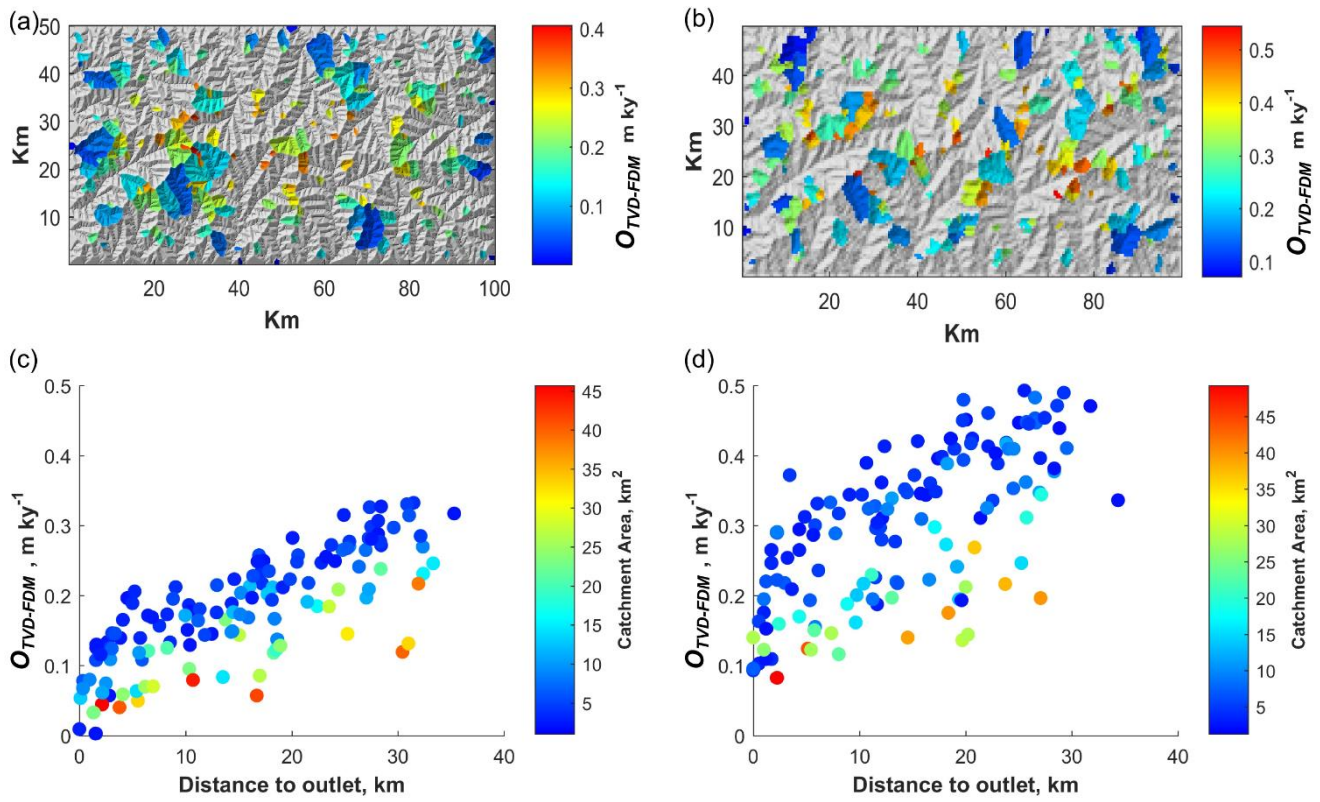 (a)
50
40
30
20
10
Km
20 40 60 80 100
Km
0.4
0.3
0.2
0.1
O_TVD-FDM m ky⁻¹
(b)
40
30
20
10
Km
20 40 60 80
Km
0.5
0.4
0.3
0.2
0.1
O_TVD-FDM m ky⁻¹
(c)
0.5
0.4
0.3
0.2
0.1
0
O_TVD-FDM , m ky⁻¹
0 10 20 30 40
Distance to outlet, km
45
40
35
30
25
20
15
10
5
Catchment Area, km²
(d)
0.5
0.4
0.3
0.2
0.1
0
O_TVD-FDM , m ky⁻¹
0 10 20 30 40
Distance to outlet, km
45
40
35
30
25
20
15
10
5
Catchment Area, km²